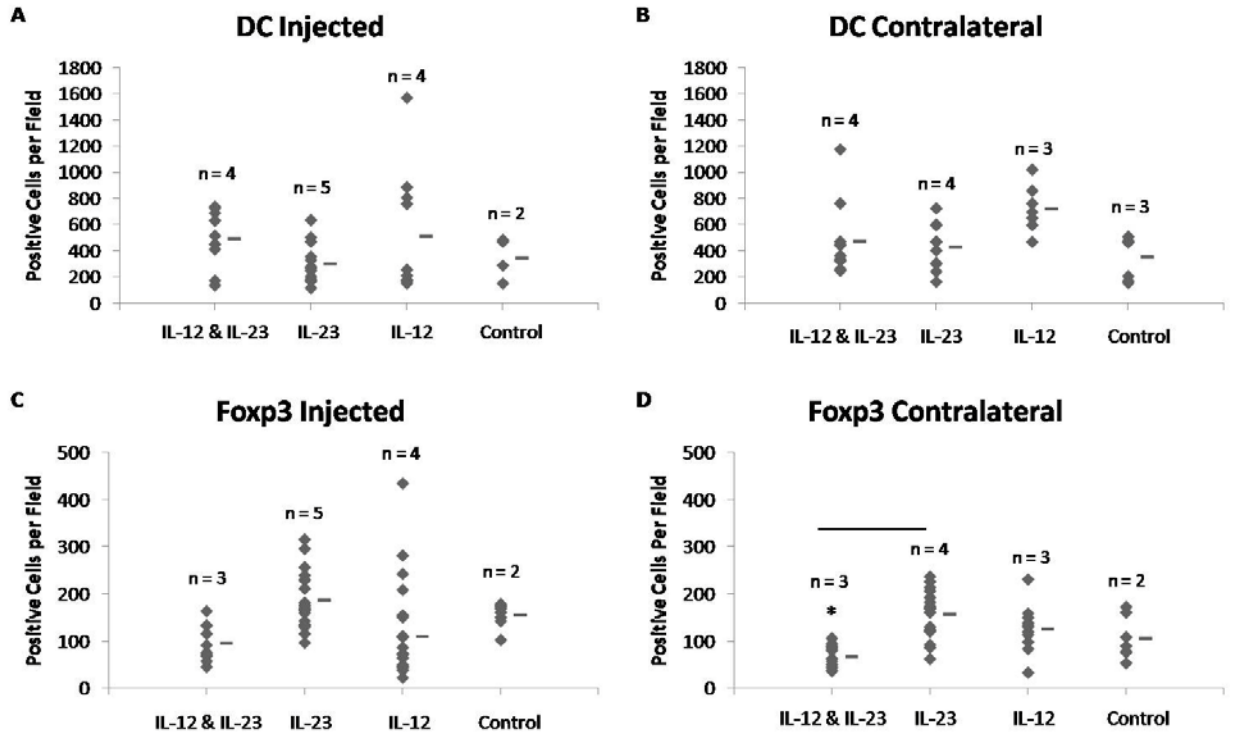 A
DC Injected
Positive Cells per Field
1800
1600
1400
1200
1000
800
600
400
200
0
n = 4
n = 5
n = 4
n = 2
IL-12 & IL-23 IL-23 IL-12 Control
B
DC Contralateral
Positive Cells per Field
1800
1600
1400
1200
1000
800
600
400
200
0
n = 4
n = 4
n = 3
n = 3
IL-12 & IL-23 IL-23 IL-12 Control
C
Foxp3 Injected
Positive Cells per Field
500
400
300
200
100
0
n = 3
n = 5
n = 4
n = 2
IL-12 & IL-23 IL-23 IL-12 Control
D
Foxp3 Contralateral
Positive Cells Per Field
500
400
300
200
100
0
n = 3
*
n = 4
n = 3
n = 2
IL-12 & IL-23 IL-23 IL-12 Control